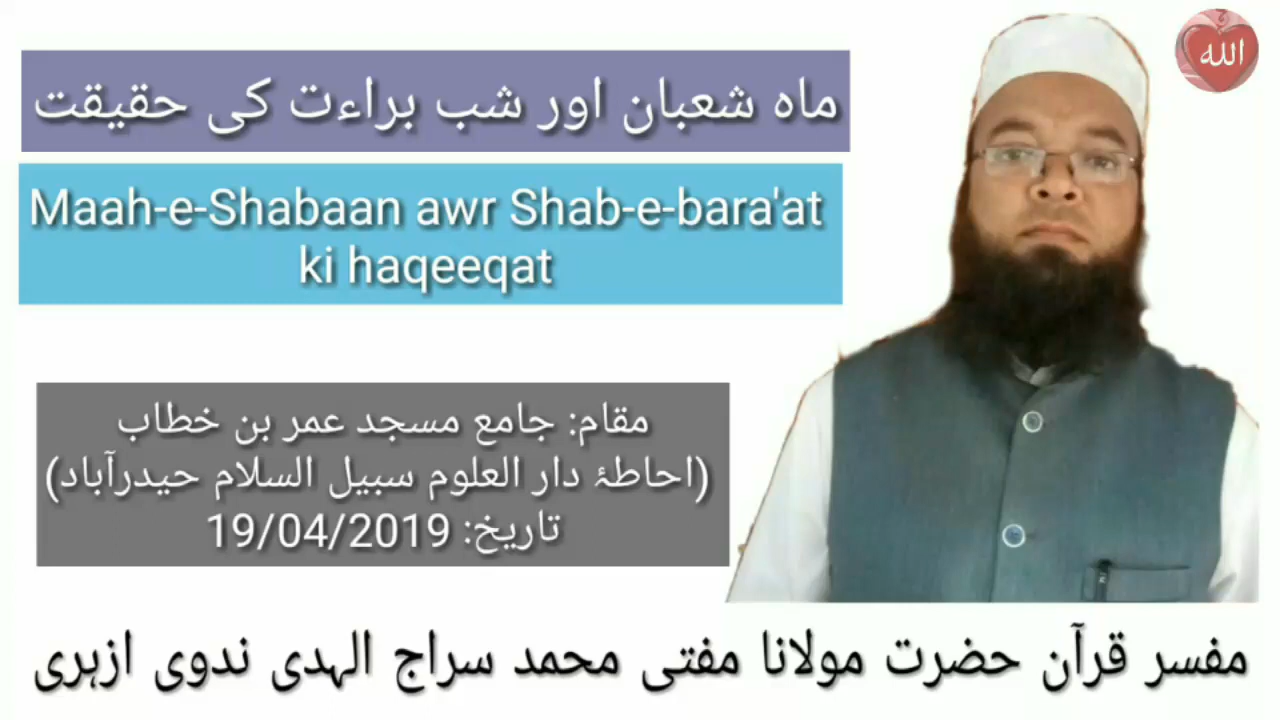 الله
ماہ شعبان اور شب براءت کی حقیقت
Maah-e-Shabaan awr Shab-e-bara'at
ki haqeeqat
مقام: جامع مسجد عمر بن خطاب
(احاطۂ دار العلوم سبیل السلام حیدرآباد)
تاریخ: 19/04/2019
مفسر قرآن حضرت مولانا مفتی محمد سراج الہدی ندوی ازہری